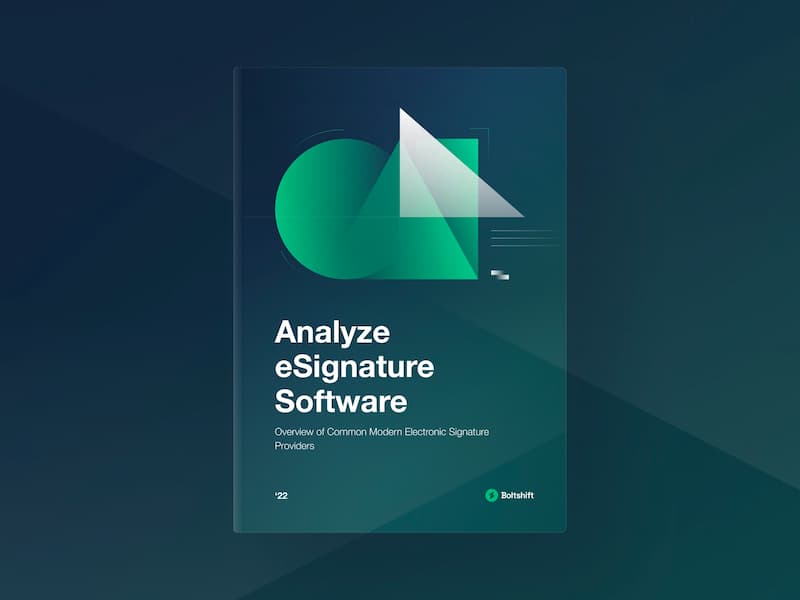 Analyze
eSignature
Software
Overview of Common Modern Electronic Signature
Providers
‘22
Boltshift